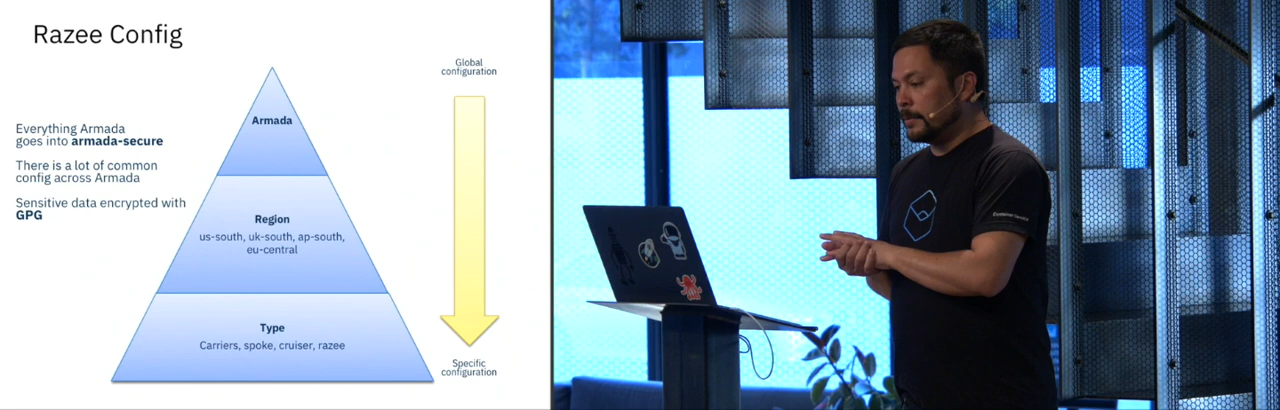 Razee Config
Everything Armada
goes into armada-secure
There is a lot of common
config across Armada
Sensitive data encrypted with
GPG
Armada
Region
us-south, uk-south, ap-south,
eu-central
Type
Carriers, spoke, cruiser, razee
Global
configuration
Specific
configuration
Container Service